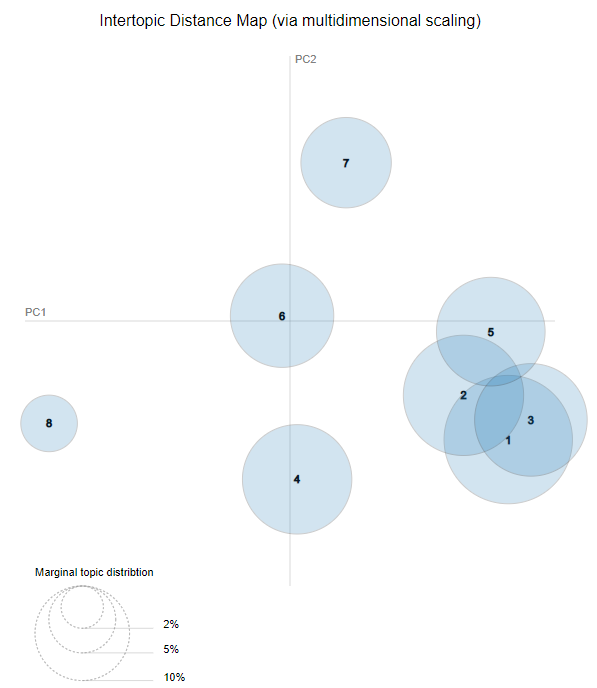 Intertopic Distance Map (via multidimensional scaling)
PC2
7
PC1
6
5
2
3
8
1
4
Marginal topic distribtion
2%
5%
10%